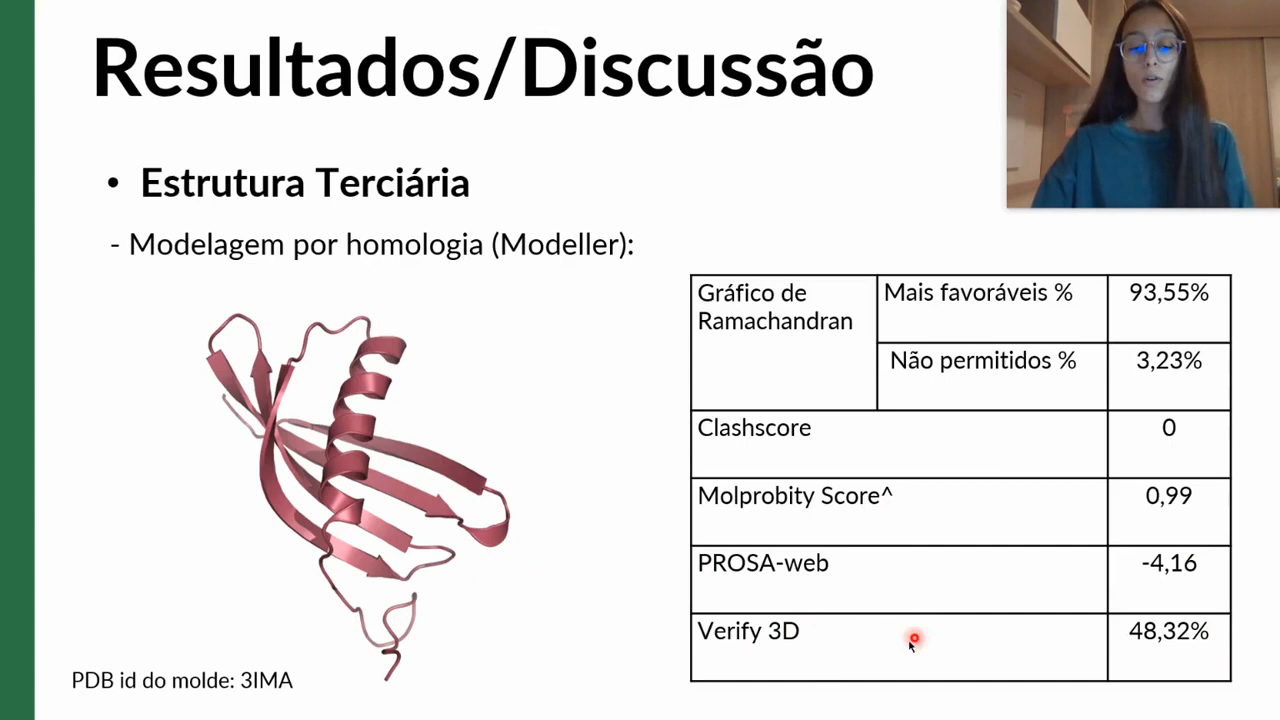 Resultados/Discussão
• Estrutura Terciária
- Modelagem por homologia (Modeller):
Gráfico de
Ramachandran
Mais favoráveis %
93,55%
Não permitidos %
3,23%
Clashscore
0
Molprobity Score^
0,99
PROSA-web
-4,16
Verify 3D
48,32%
PDB id do molde: 3IMA